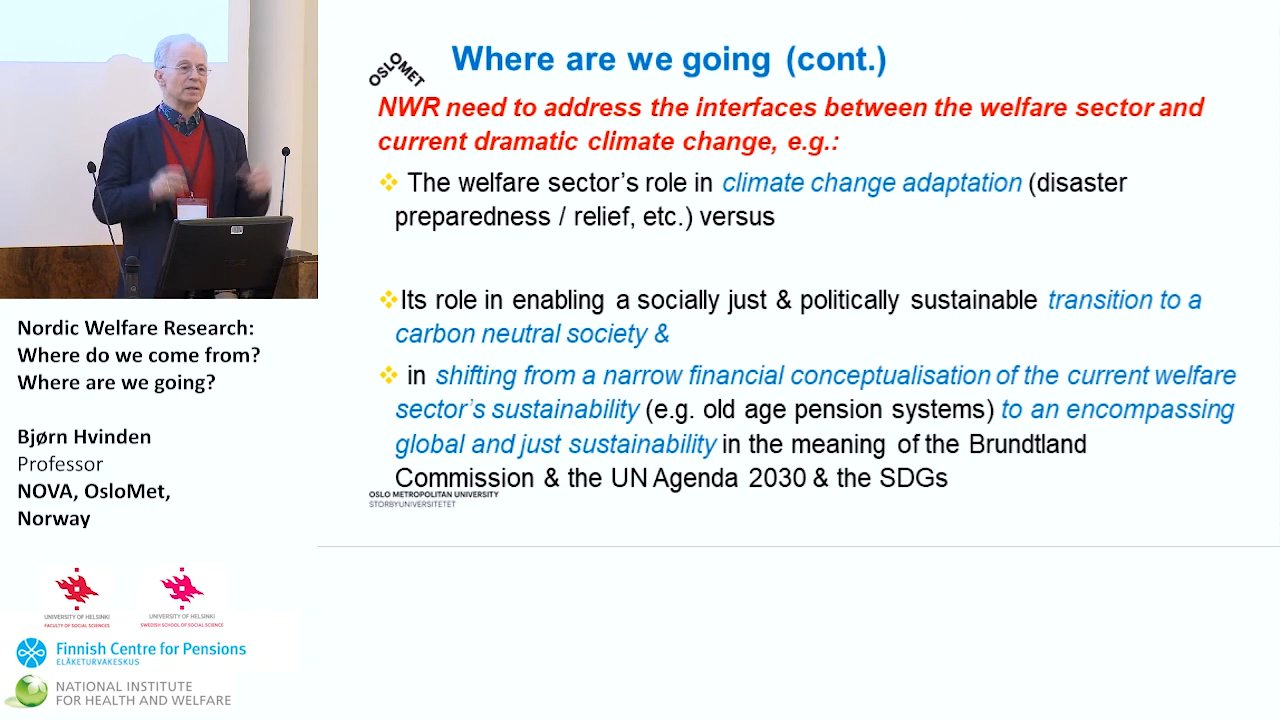 OSLOMET
Where are we going (cont.)
NWR need to address the interfaces between the welfare sector and
current dramatic climate change, e.g.:
The welfare sector's role in climate change adaptation (disaster
preparedness / relief, etc.) versus
Its role in enabling a socially just & politically sustainable transition to a
carbon neutral society &
in shifting from a narrow financial conceptualisation of the current welfare
sector's sustainability (e.g. old age pension systems) to an encompassing
global and just sustainability in the meaning of the Brundtland
Commission & the UN Agenda 2030 & the SDGs
OSLO METROPOLITAN UNIVERSITY
STORBYUNIVERSITETET
Nordic Welfare Research:
Where do we come from?
Where are we going?
Bjørn Hvinden
Professor
NOVA, OsloMet,
Norway
UNIVERSITY OF HELSINKI
FACULTY OF SOCIAL SCIENCES
UNIVERSITY OF HELSINKI
SWEDISH SCHOOL OF SOCIAL SCIENCE
Finnish Centre for Pensions
ELÄKETURVAKESKUS
NATIONAL INSTITUTE
FOR HEALTH AND WELFARE